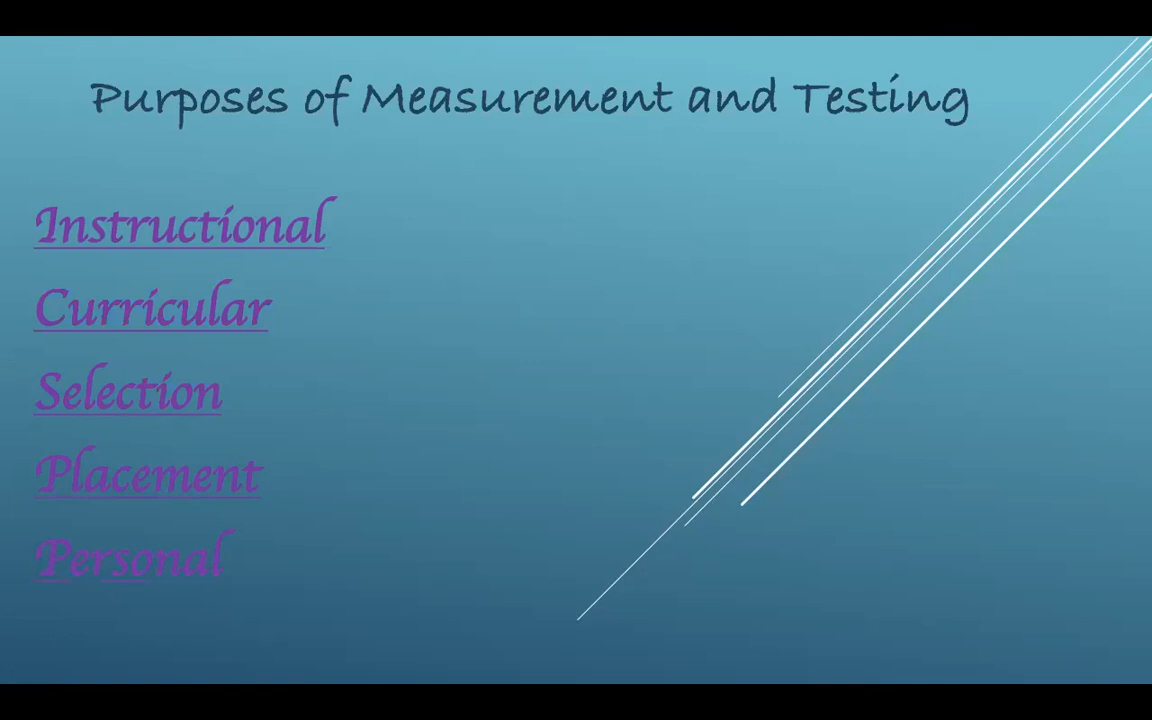 Purposes of Measurement and Testing
Instructional
Curricular
Selection
Placement
Personal